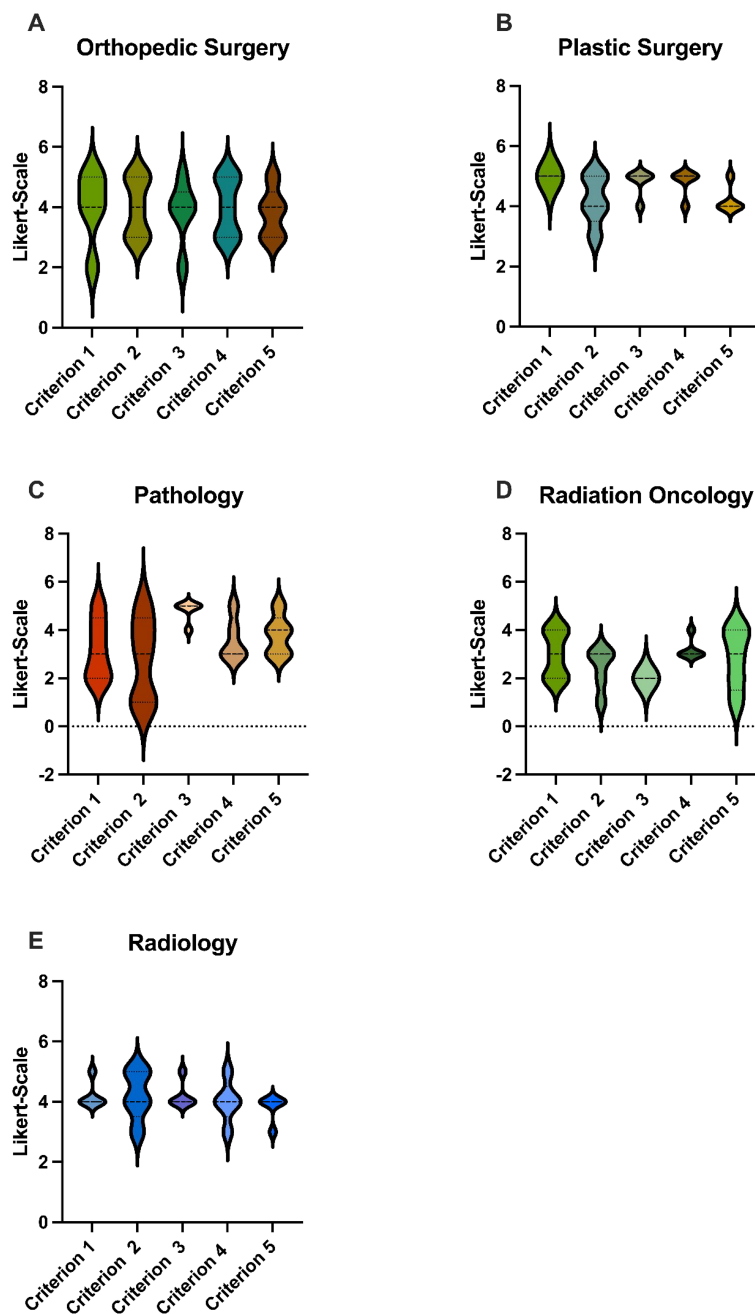 A
Orthopedic Surgery
Likert-Scale
8
6
4
2
0
Criterion 1
Criterion 2
Criterion 3
Criterion 4
Criterion 5
B
Plastic Surgery
Likert-Scale
8
6
4
2
0
Criterion 1
Criterion 2
Criterion 3
Criterion 4
Criterion 5
C
Pathology
Likert-Scale
8
6
4
2
0
-2
Criterion 1
Criterion 2
Criterion 3
Criterion 4
Criterion 5
D
Radiation Oncology
Likert-Scale
8
6
4
2
0
-2
Criterion 1
Criterion 2
Criterion 3
Criterion 4
Criterion 5
E
Radiology
Likert-Scale
8
6
4
2
0
Criterion 1
Criterion 2
Criterion 3
Criterion 4
Criterion 5